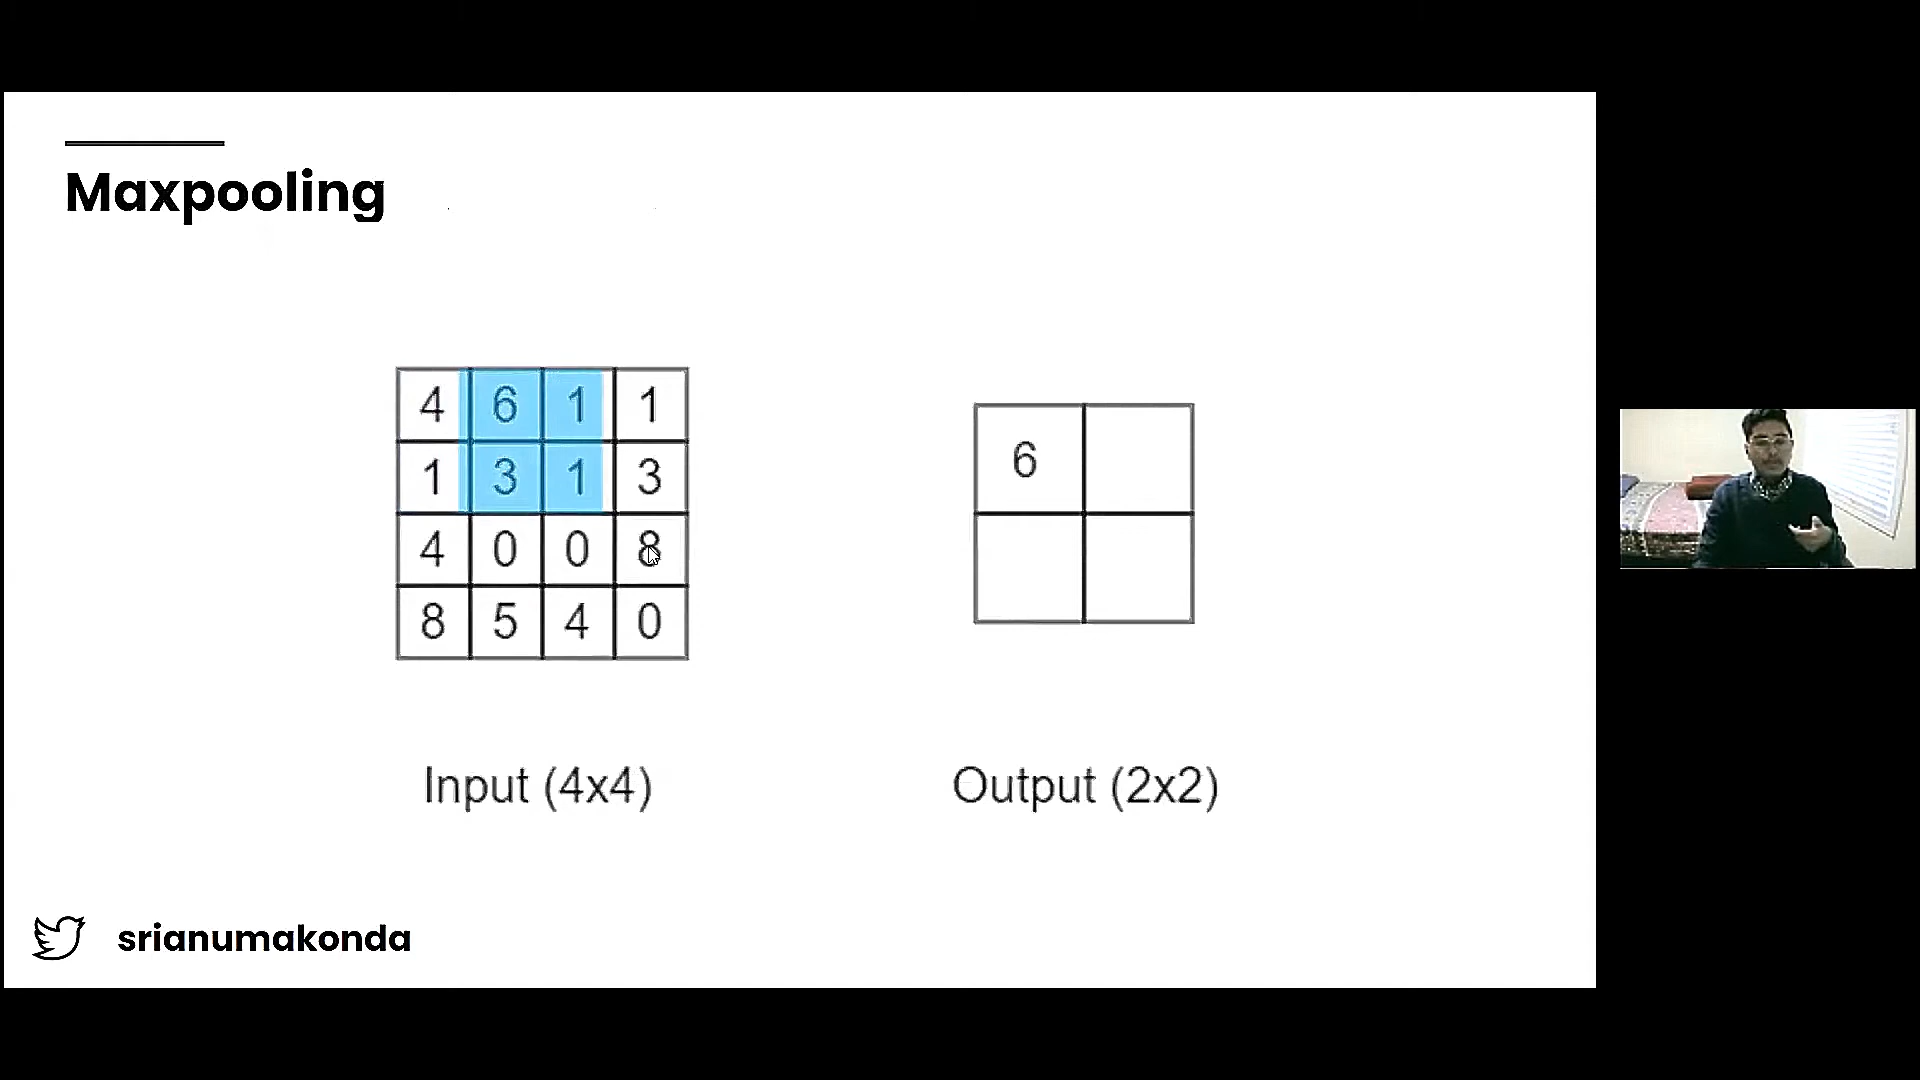 Maxpooling
4 6 1 1
1 3 1 3
4 0 0 8
8 5 4 0
6
Input (4x4)
Output (2x2)
srianumakonda